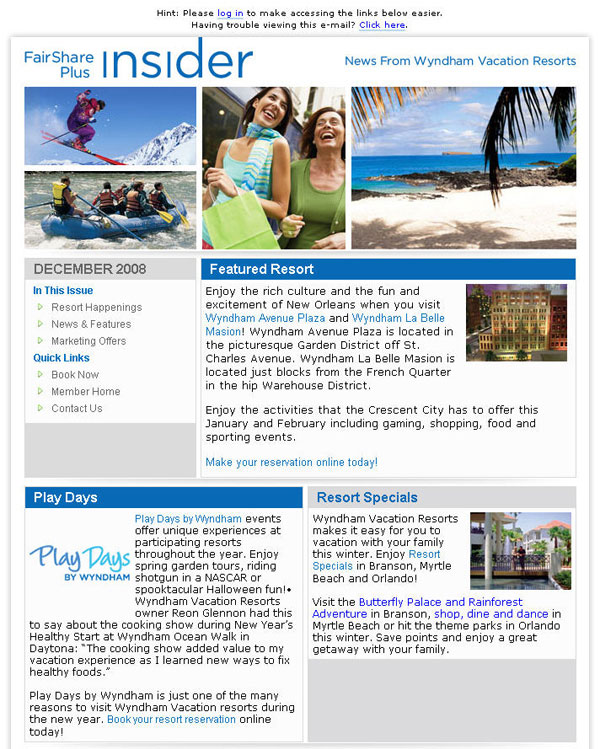 Hint: Please log in to make accessing the links below easier.
Having trouble viewing this e-mail? Click here.
FairShare
Plus
insider
News From Wyndham Vacation Resorts
DECEMBER 2008
In This Issue
Resort Happenings
News & Features
Marketing Offers
Quick Links
Book Now
Member Home
Contact Us
Featured Resort
Enjoy the rich culture and the fun and
excitement of New Orleans when you visit
Wyndham Avenue Plaza and Wyndham La Belle
Masion! Wyndham Avenue Plaza is located in
the picturesque Garden District off St.
Charles Avenue. Wyndham La Belle Masion is
located just blocks from the French Quarter
in the hip Warehouse District.
Enjoy the activities that the Crescent City has to offer this
January and February including gaming, shopping, food and
sporting events.
Make your reservation online today!
Play Days
Play Days
BY WYNDHAM
Play Days by Wyndham events
offer unique experiences at
participating resorts
throughout the year. Enjoy
spring garden tours, riding
shotgun in a NASCAR or
spooktacular Halloween fun!•
Wyndham Vacation Resorts
owner Reon Glennon had this
to say about the cooking show during New Year's
Healthy Start at Wyndham Ocean Walk in
Daytona: "The cooking show added value to my
vacation experience as I learned new ways to fix
healthy foods."
Play Days by Wyndham is just one of the many
reasons to visit Wyndham Vacation resorts during
the new year. Book your resort reservation online
today!
Resort Specials
Wyndham Vacation Resorts
makes it easy for you to
vacation with your family
this winter. Enjoy Resort
Specials in Branson, Myrtle
Beach and Orlando!
Visit the Butterfly Palace and Rainforest
Adventure in Branson, shop, dine and dance in
Myrtle Beach or hit the theme parks in Orlando
this winter. Save points and enjoy a great
getaway with your family.